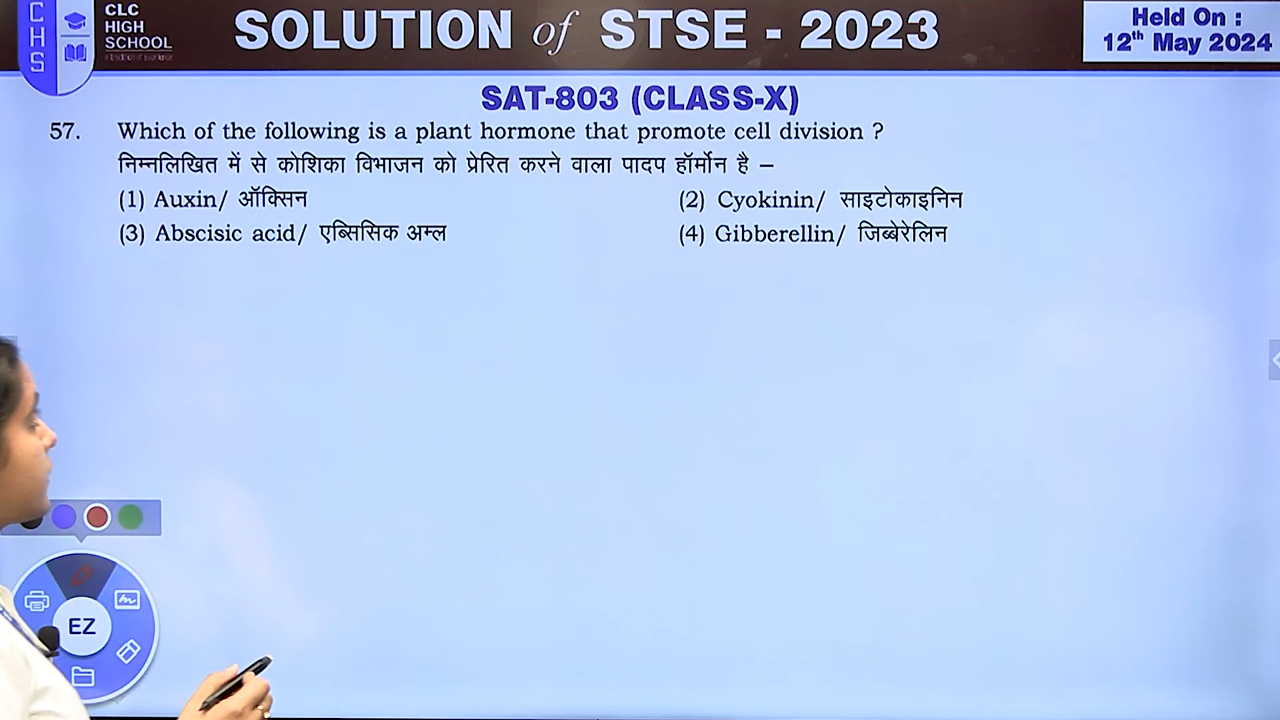 CHS
CLC
HIGH
SCHOOL
SOLUTION of STSE - 2023
Held On :
12th May 2024
SAT-803 (CLASS-X)
57. Which of the following is a plant hormone that promote cell division ?
निम्नलिखित में से कोशिका विभाजन को प्रेरित करने वाला पादप हॉर्मोन है –
(1) Auxin/ ऑक्सिन (2) Cyokinin/ साइटोकाइनिन
(3) Abscisic acid/ एब्सिसिक अम्ल (4) Gibberellin/ जिब्बेरेलिन
EZ